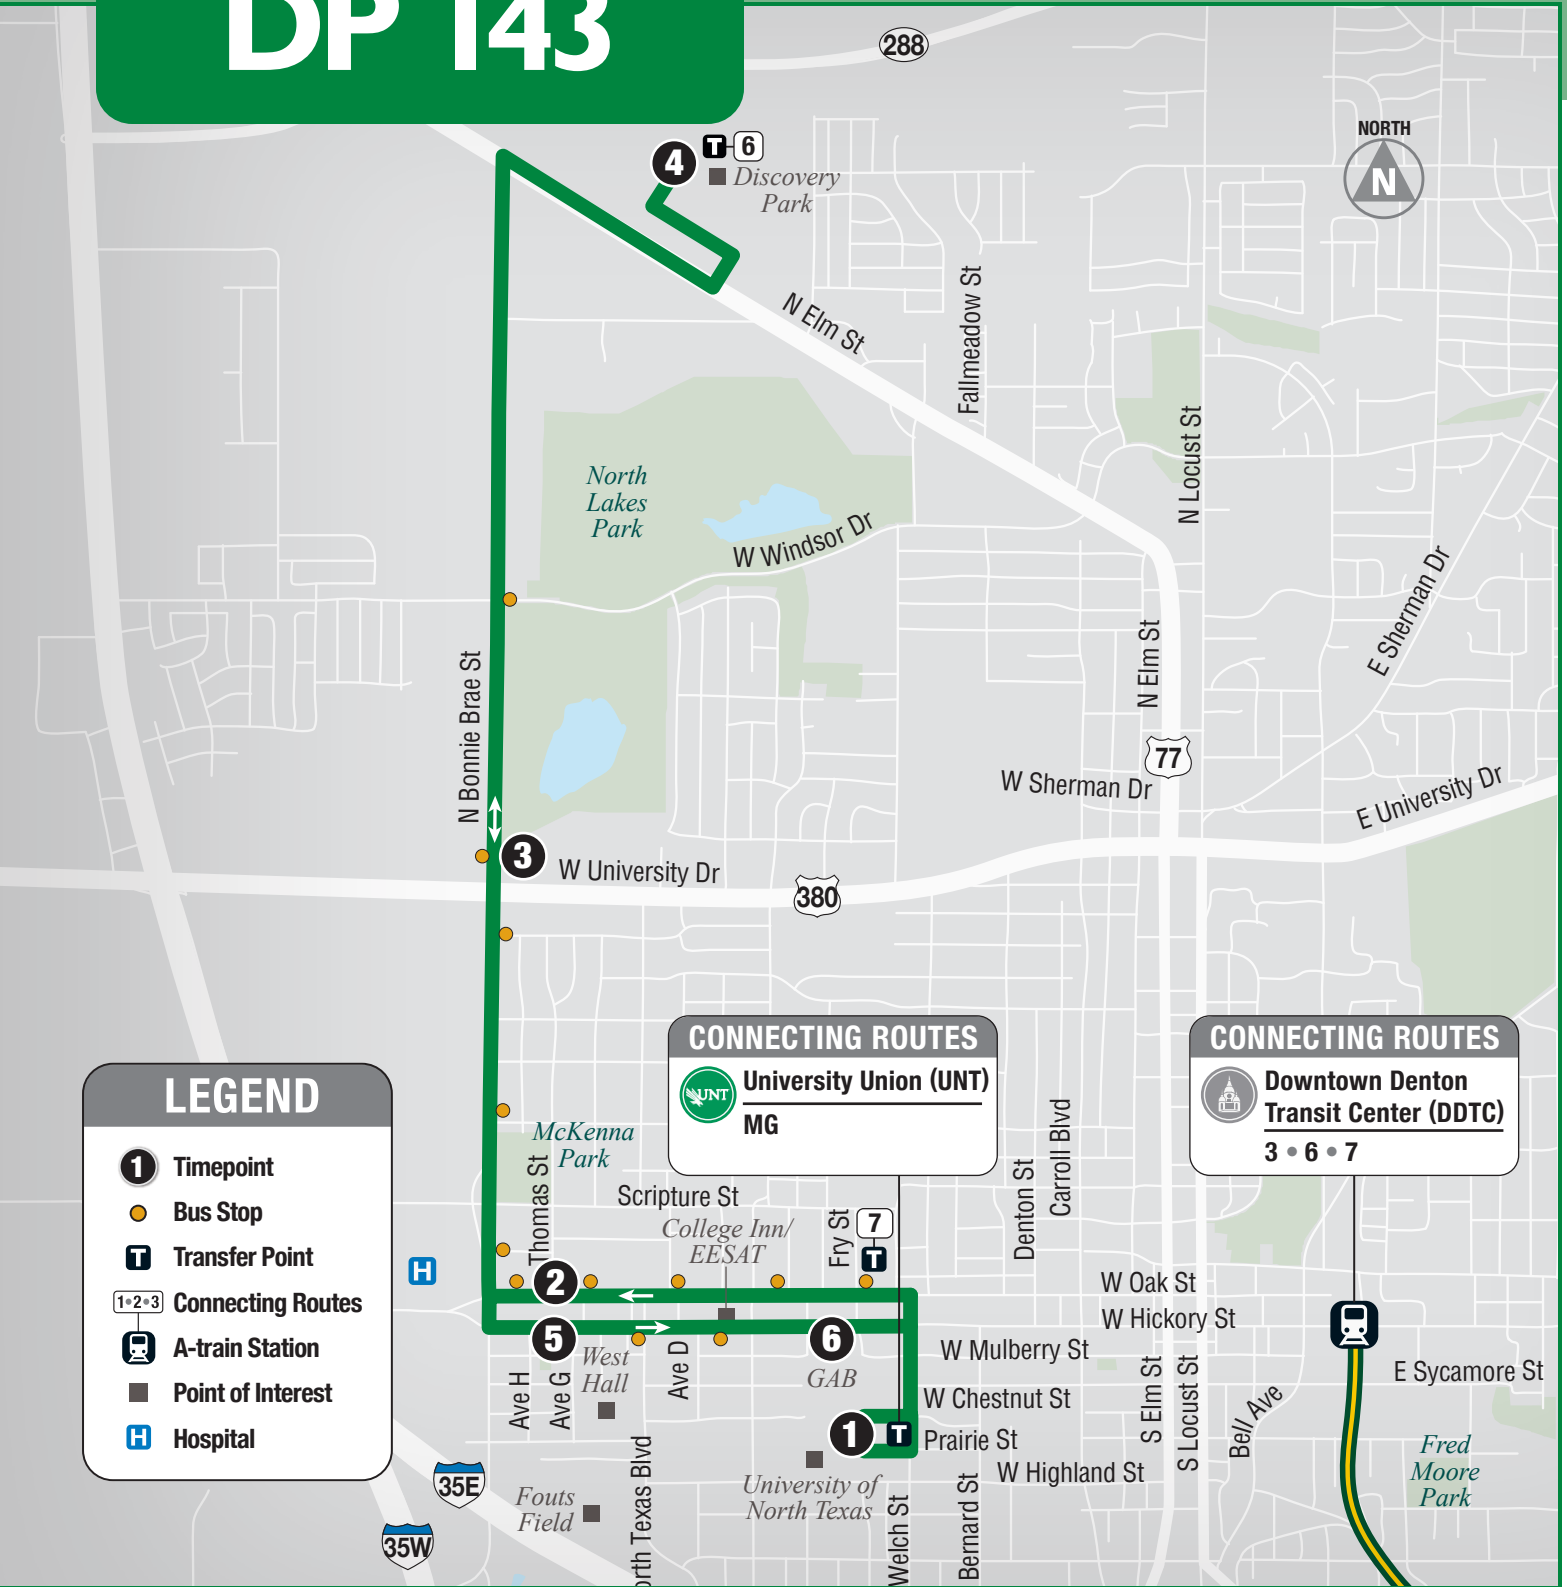 DP 143
288
NORTH
N
4
T
6
Discovery
Park
N Elm St
Fallmeadow St
N Locust St
North
Lakes
Park
W Windsor Dr
E Sherman Dr
N Elm St
N Bonnie Brae St
77
W Sherman Dr
E University Dr
3
W University Dr
380
CONNECTING ROUTES
UNT
University Union (UNT)
MG
CONNECTING ROUTES
Downtown Denton
Transit Center (DDTC)
3 • 6 • 7
LEGEND
1 Timepoint
Bus Stop
T Transfer Point
1•2•3 Connecting Routes
A-train Station
Point of Interest
H Hospital
McKenna
Park
Thomas St
Scripture St
College Inn/
EESAT
Fry St
7
T
Denton St
Carroll Blvd
H
2
W Oak St
W Hickory St
5
6
W Mulberry St
West
Hall
Ave D
GAB
Ave H
Ave G
W Chestnut St
E Sycamore St
1
T
Prairie St
S Elm St
S Locust St
Bell Ave
W Highland St
Fred
Moore
Park
University of
North Texas
35E
Fouts
Field
orth Texas Blvd
Welch St
Bernard St
35W